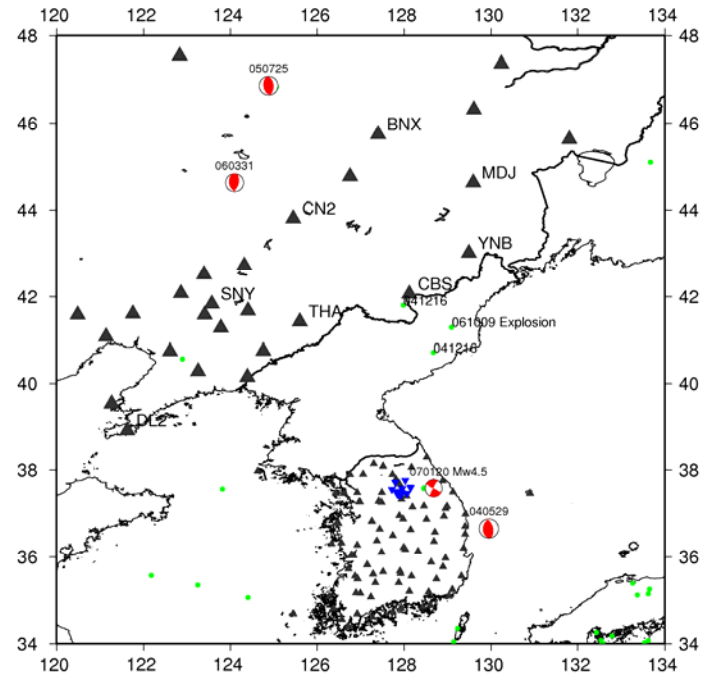 120 122 124 126 128 130 132 134
48 48
050725
46 46
BNX
060331
MDJ
44 44
CN2
YNB
CBS
SNY
42 42
041216
THA
061009 Explosion
041216
40 40
DL2
38 38
070120 Mw4.5
040529
36 36
34 34
120 122 124 126 128 130 132 134